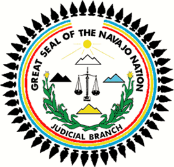 GREAT SEAL OF THE NAVAJO NATION
JUDICIAL BRANCH